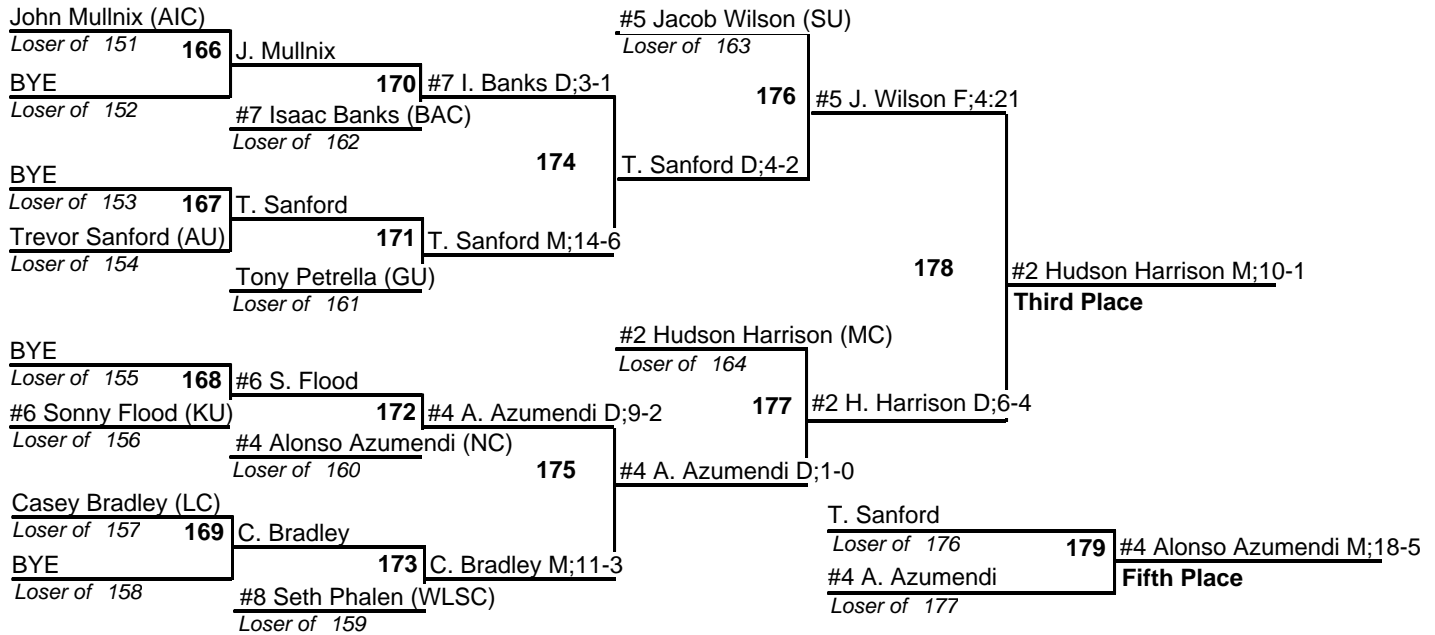 John Mullnix (AIC)
Loser of 151
166
J. Mullnix
BYE
Loser of 152
170
#7 I. Banks D;3-1
#7 Isaac Banks (BAC)
Loser of 162
174
BYE
Loser of 153
167
T. Sanford
Trevor Sanford (AU)
Loser of 154
171
T. Sanford M;14-6
Tony Petrella (GU)
Loser of 161
#5 Jacob Wilson (SU)
Loser of 163
176
#5 J. Wilson F;4:21
T. Sanford D;4-2
178
#2 Hudson Harrison M;10-1
Third Place
BYE
Loser of 155
168
#6 S. Flood
#6 Sonny Flood (KU)
Loser of 156
172
#4 A. Azumendi D;9-2
#4 Alonso Azumendi (NC)
Loser of 160
175
Casey Bradley (LC)
Loser of 157
169
C. Bradley
BYE
Loser of 158
173
C. Bradley M;11-3
#8 Seth Phalen (WLSC)
Loser of 159
#2 Hudson Harrison (MC)
Loser of 164
177
#2 H. Harrison D;6-4
#4 A. Azumendi D;1-0
T. Sanford
Loser of 176
179
#4 Alonso Azumendi M;18-5
#4 A. Azumendi
Fifth Place
Loser of 177